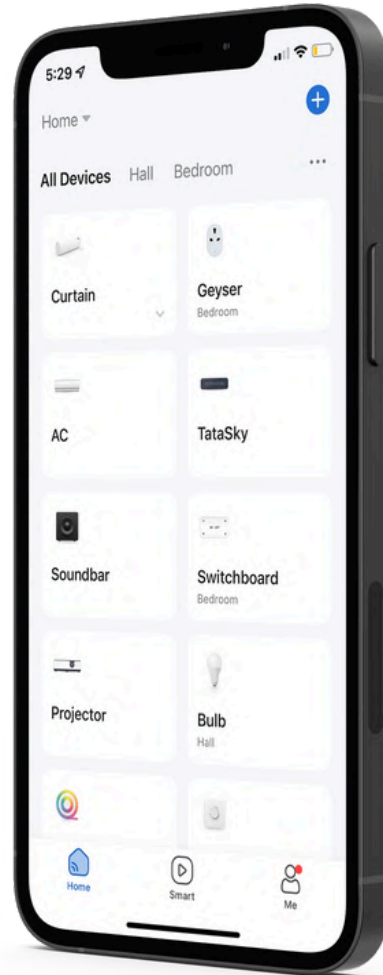 5:29
Home
All Devices Hall Bedroom
Curtain
Geyser
Bedroom
AC
TataSky
Soundbar
Switchboard
Bedroom
Projector
Bulb
Hall
Home
Smart
Me